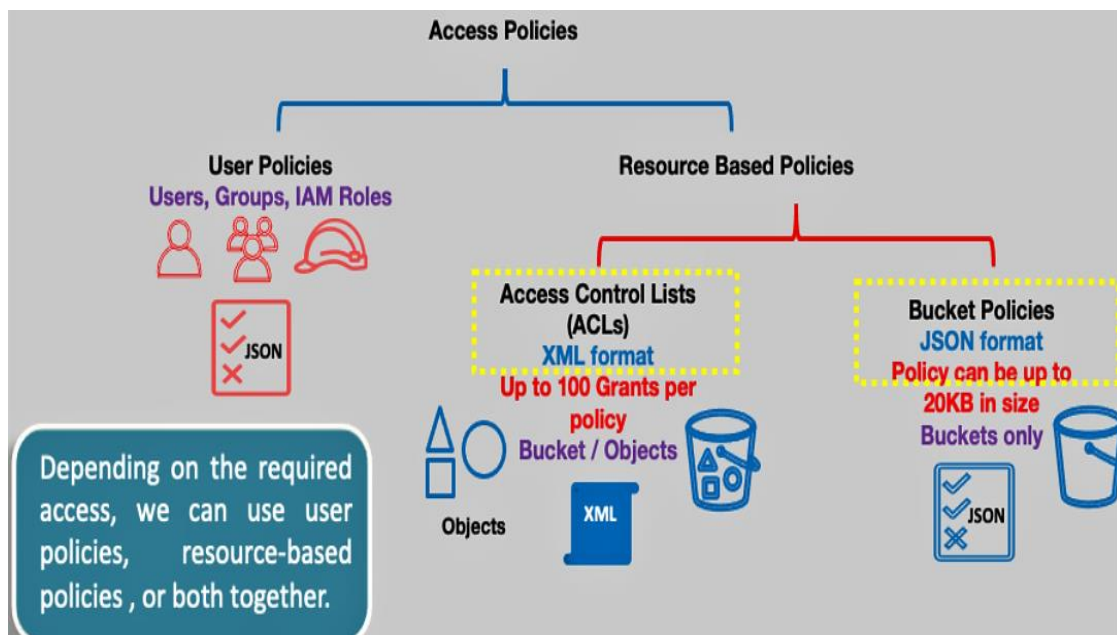 Access Policies
User Policies
Users, Groups, IAM Roles
JSON
Resource Based Policies
Access Control Lists
(ACLs)
XML format
Up to 100 Grants per
policy
Bucket / Objects
Objects
XML
Bucket Policies
JSON format
Policy can be up to
20KB in size
Buckets only
JSON
Depending on the required
access, we can use user
policies, resource-based
policies , or both together.